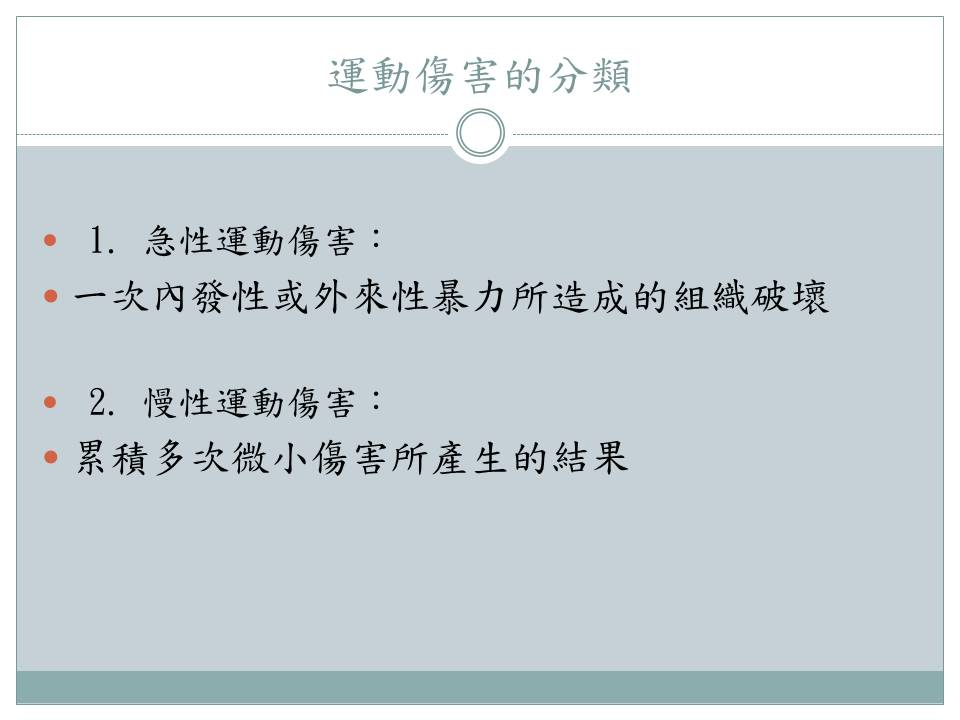 運動傷害的分類
1. 急性運動傷害：
一次內發性或外來性暴力所造成的組織破壞
2. 慢性運動傷害：
累積多次微小傷害所產生的結果